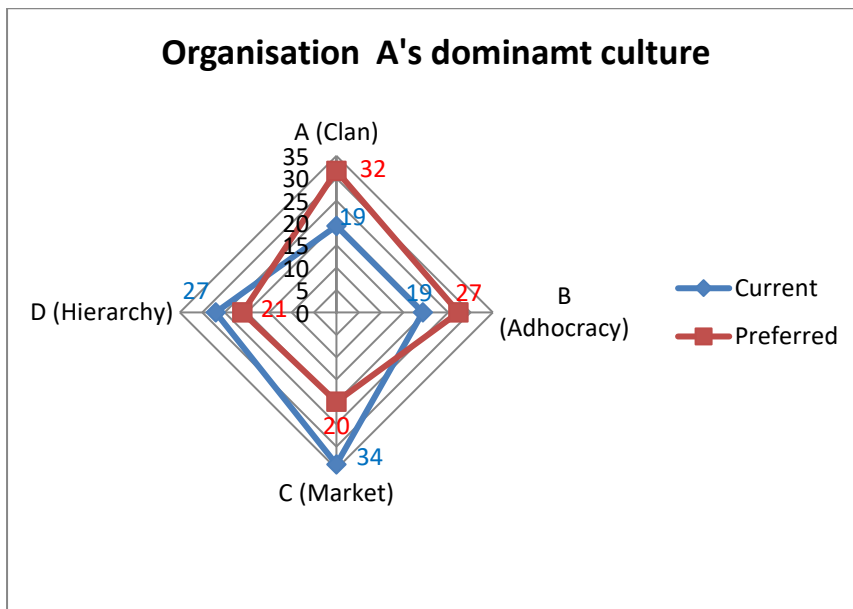 Organisation  A's dominamt culture
A (Clan)
35
30
25
20
15
10
5
0
32
19
19
27
B
(Adhocracy)
27
D (Hierarchy)
21
20
34
C (Market)
Current
Preferred